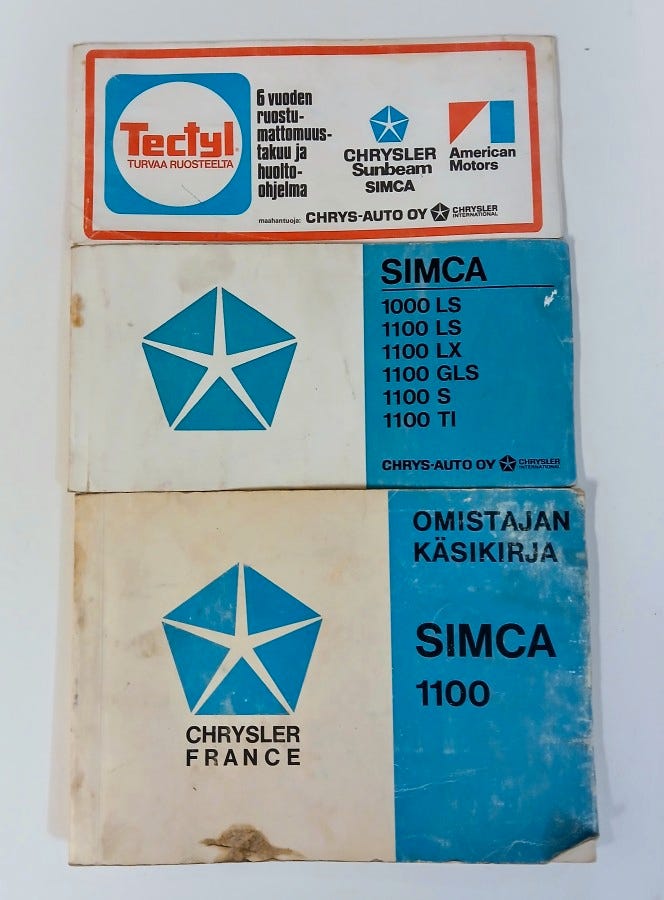 Tectyl®
TURVAA RUOSTEELTA
6 vuoden
ruostu-
mattomuus-
takuu ja
huolto-
ohjelma
CHRYSLER
Sunbeam
SIMCA
American
Motors
maahantuoja: CHRYS-AUTO OY CHRYSLER
INTERNATIONAL
SIMCA
1000 LS
1100 LS
1100 LX
1100 GLS
1100 S
1100 TI
CHRYS-AUTO OY CHRYSLER
INTERNATIONAL
OMISTAJAN
KÄSIKIRJA
SIMCA
1100
CHRYSLER
FRANCE